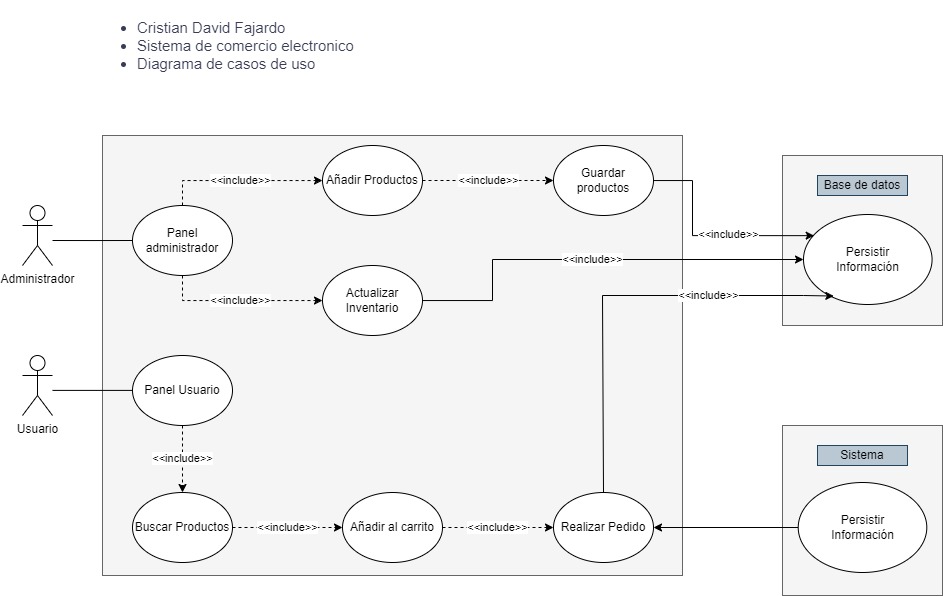 Cristian David Fajardo
Sistema de comercio electronico
Diagrama de casos de uso
<<include>>
Añadir Productos
<<include>>
Guardar
productos
Base de datos
Panel
administrador
<<include>>
Persistir
Información
Administrador
<<include>>
<<include>>
Actualizar
Inventario
<<include>>
Panel Usuario
Usuario
<<include>>
Sistema
Buscar Productos
<<include>>
Añadir al carrito
<<include>>
Realizar Pedido
Persistir
Información